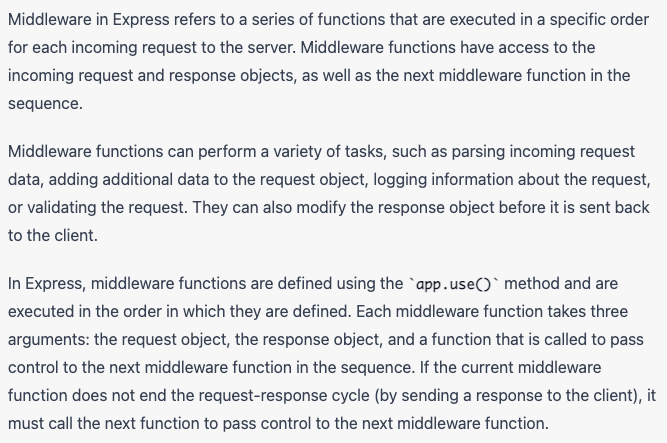 Middleware in Express refers to a series of functions that are executed in a specific order
for each incoming request to the server. Middleware functions have access to the
incoming request and response objects, as well as the next middleware function in the
sequence.
Middleware functions can perform a variety of tasks, such as parsing incoming request
data, adding additional data to the request object, logging information about the request,
or validating the request. They can also modify the response object before it is sent back
to the client.
In Express, middleware functions are defined using the `app.use()` method and are
executed in the order in which they are defined. Each middleware function takes three
arguments: the request object, the response object, and a function that is called to pass
control to the next middleware function in the sequence. If the current middleware
function does not end the request-response cycle (by sending a response to the client), it
must call the next function to pass control to the next middleware function.